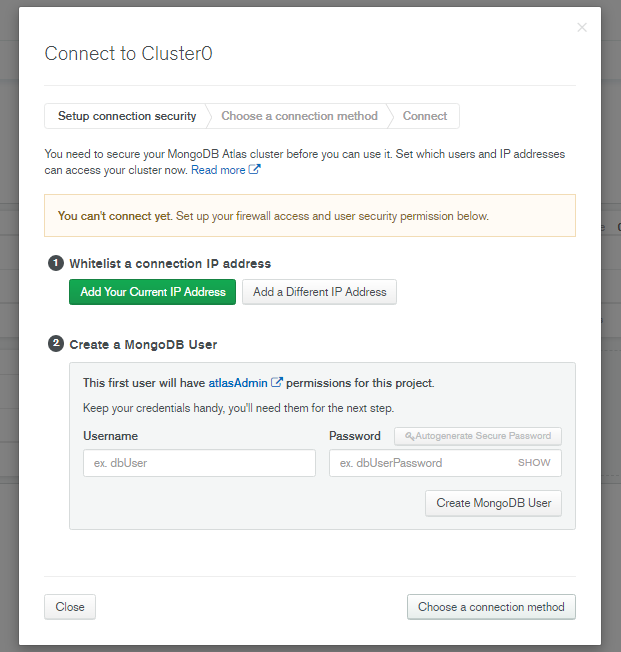 Connect to Cluster0
Setup connection security
Choose a connection method
Connect
You need to secure your MongoDB Atlas cluster before you can use it. Set which users and IP addresses
can access your cluster now. Read more
You can't connect yet. Set up your firewall access and user security permission below.
1 Whitelist a connection IP address
Add Your Current IP Address
Add a Different IP Address
2 Create a MongoDB User
This first user will have atlasAdmin permissions for this project.
Keep your credentials handy, you'll need them for the next step.
Username
Password
Autogenerate Secure Password
ex. dbUser
ex. dbUserPassword
SHOW
Create MongoDB User
Close
Choose a connection method